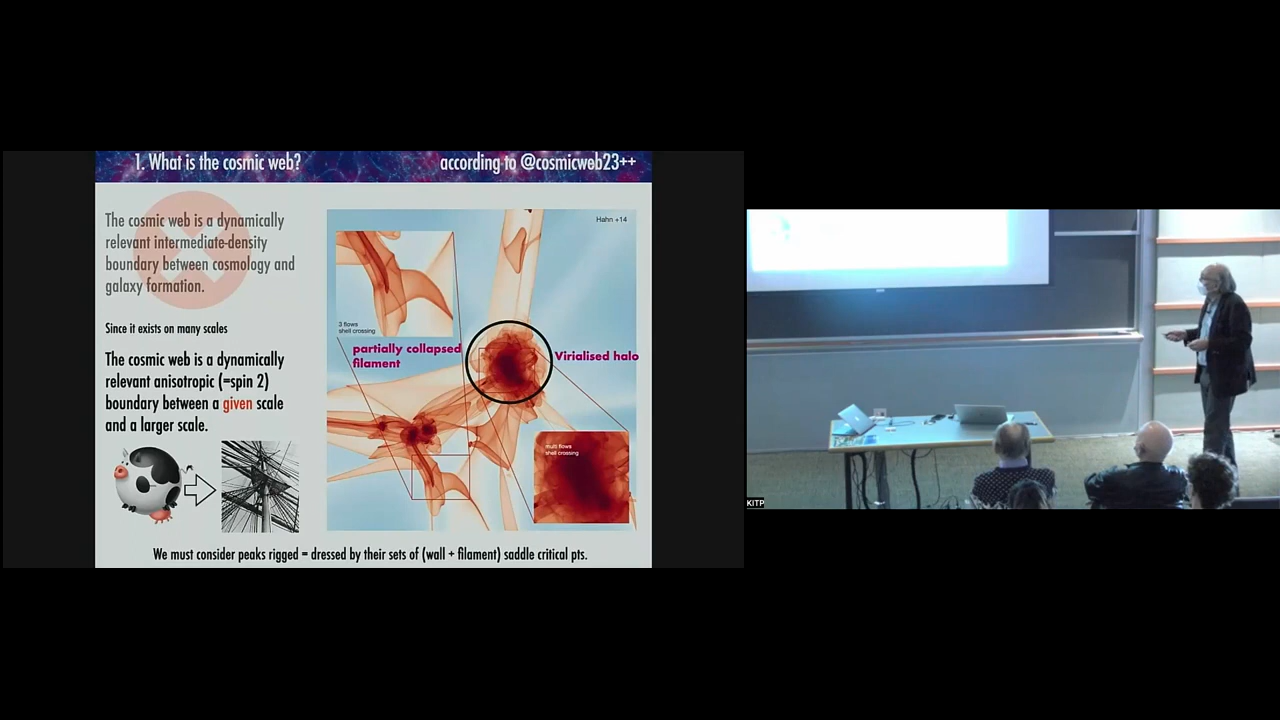 1. What is the cosmic web?
according to @cosmicweb23++
The cosmic web is a dynamically
relevant intermediate-density
boundary between cosmology and
galaxy formation.
Since it exists on many scales
The cosmic web is a dynamically
relevant anisotropic (=spin 2)
boundary between a given scale
and a larger scale.
Hahn +14
3 flows
shell crossing
partially collapsed
filament
Virialised halo
multi flows
shell crossing
We must consider peaks rigged = dressed by their sets of (wall + filament) saddle critical pts.
KITP